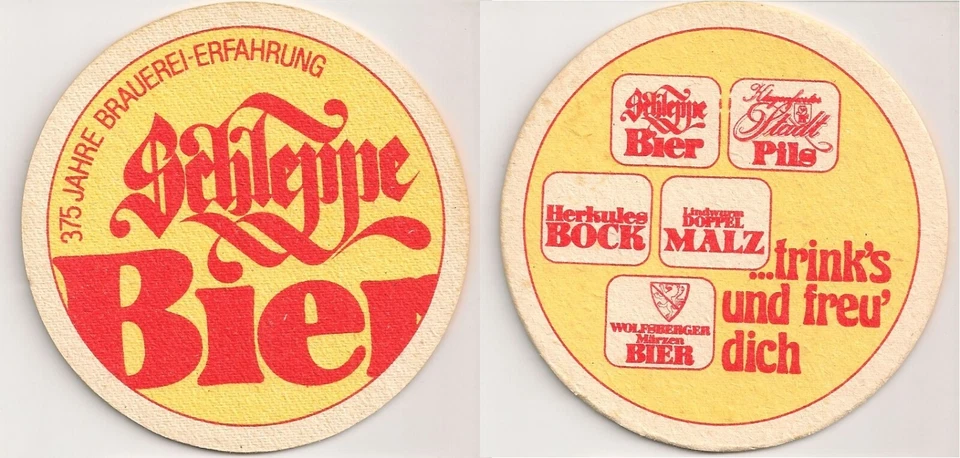 375 JAHRE BRAUEREI-ERFAHRUNG
Schleppe
Bier
Schleppe
Bier
Klagenfurter
Stadt
Pils
Herkules
BOCK
Lindwurm
DOPPEL
MALZ
WOLFSBERGER
Märzen
BIER
...trink's
und freu'
dich